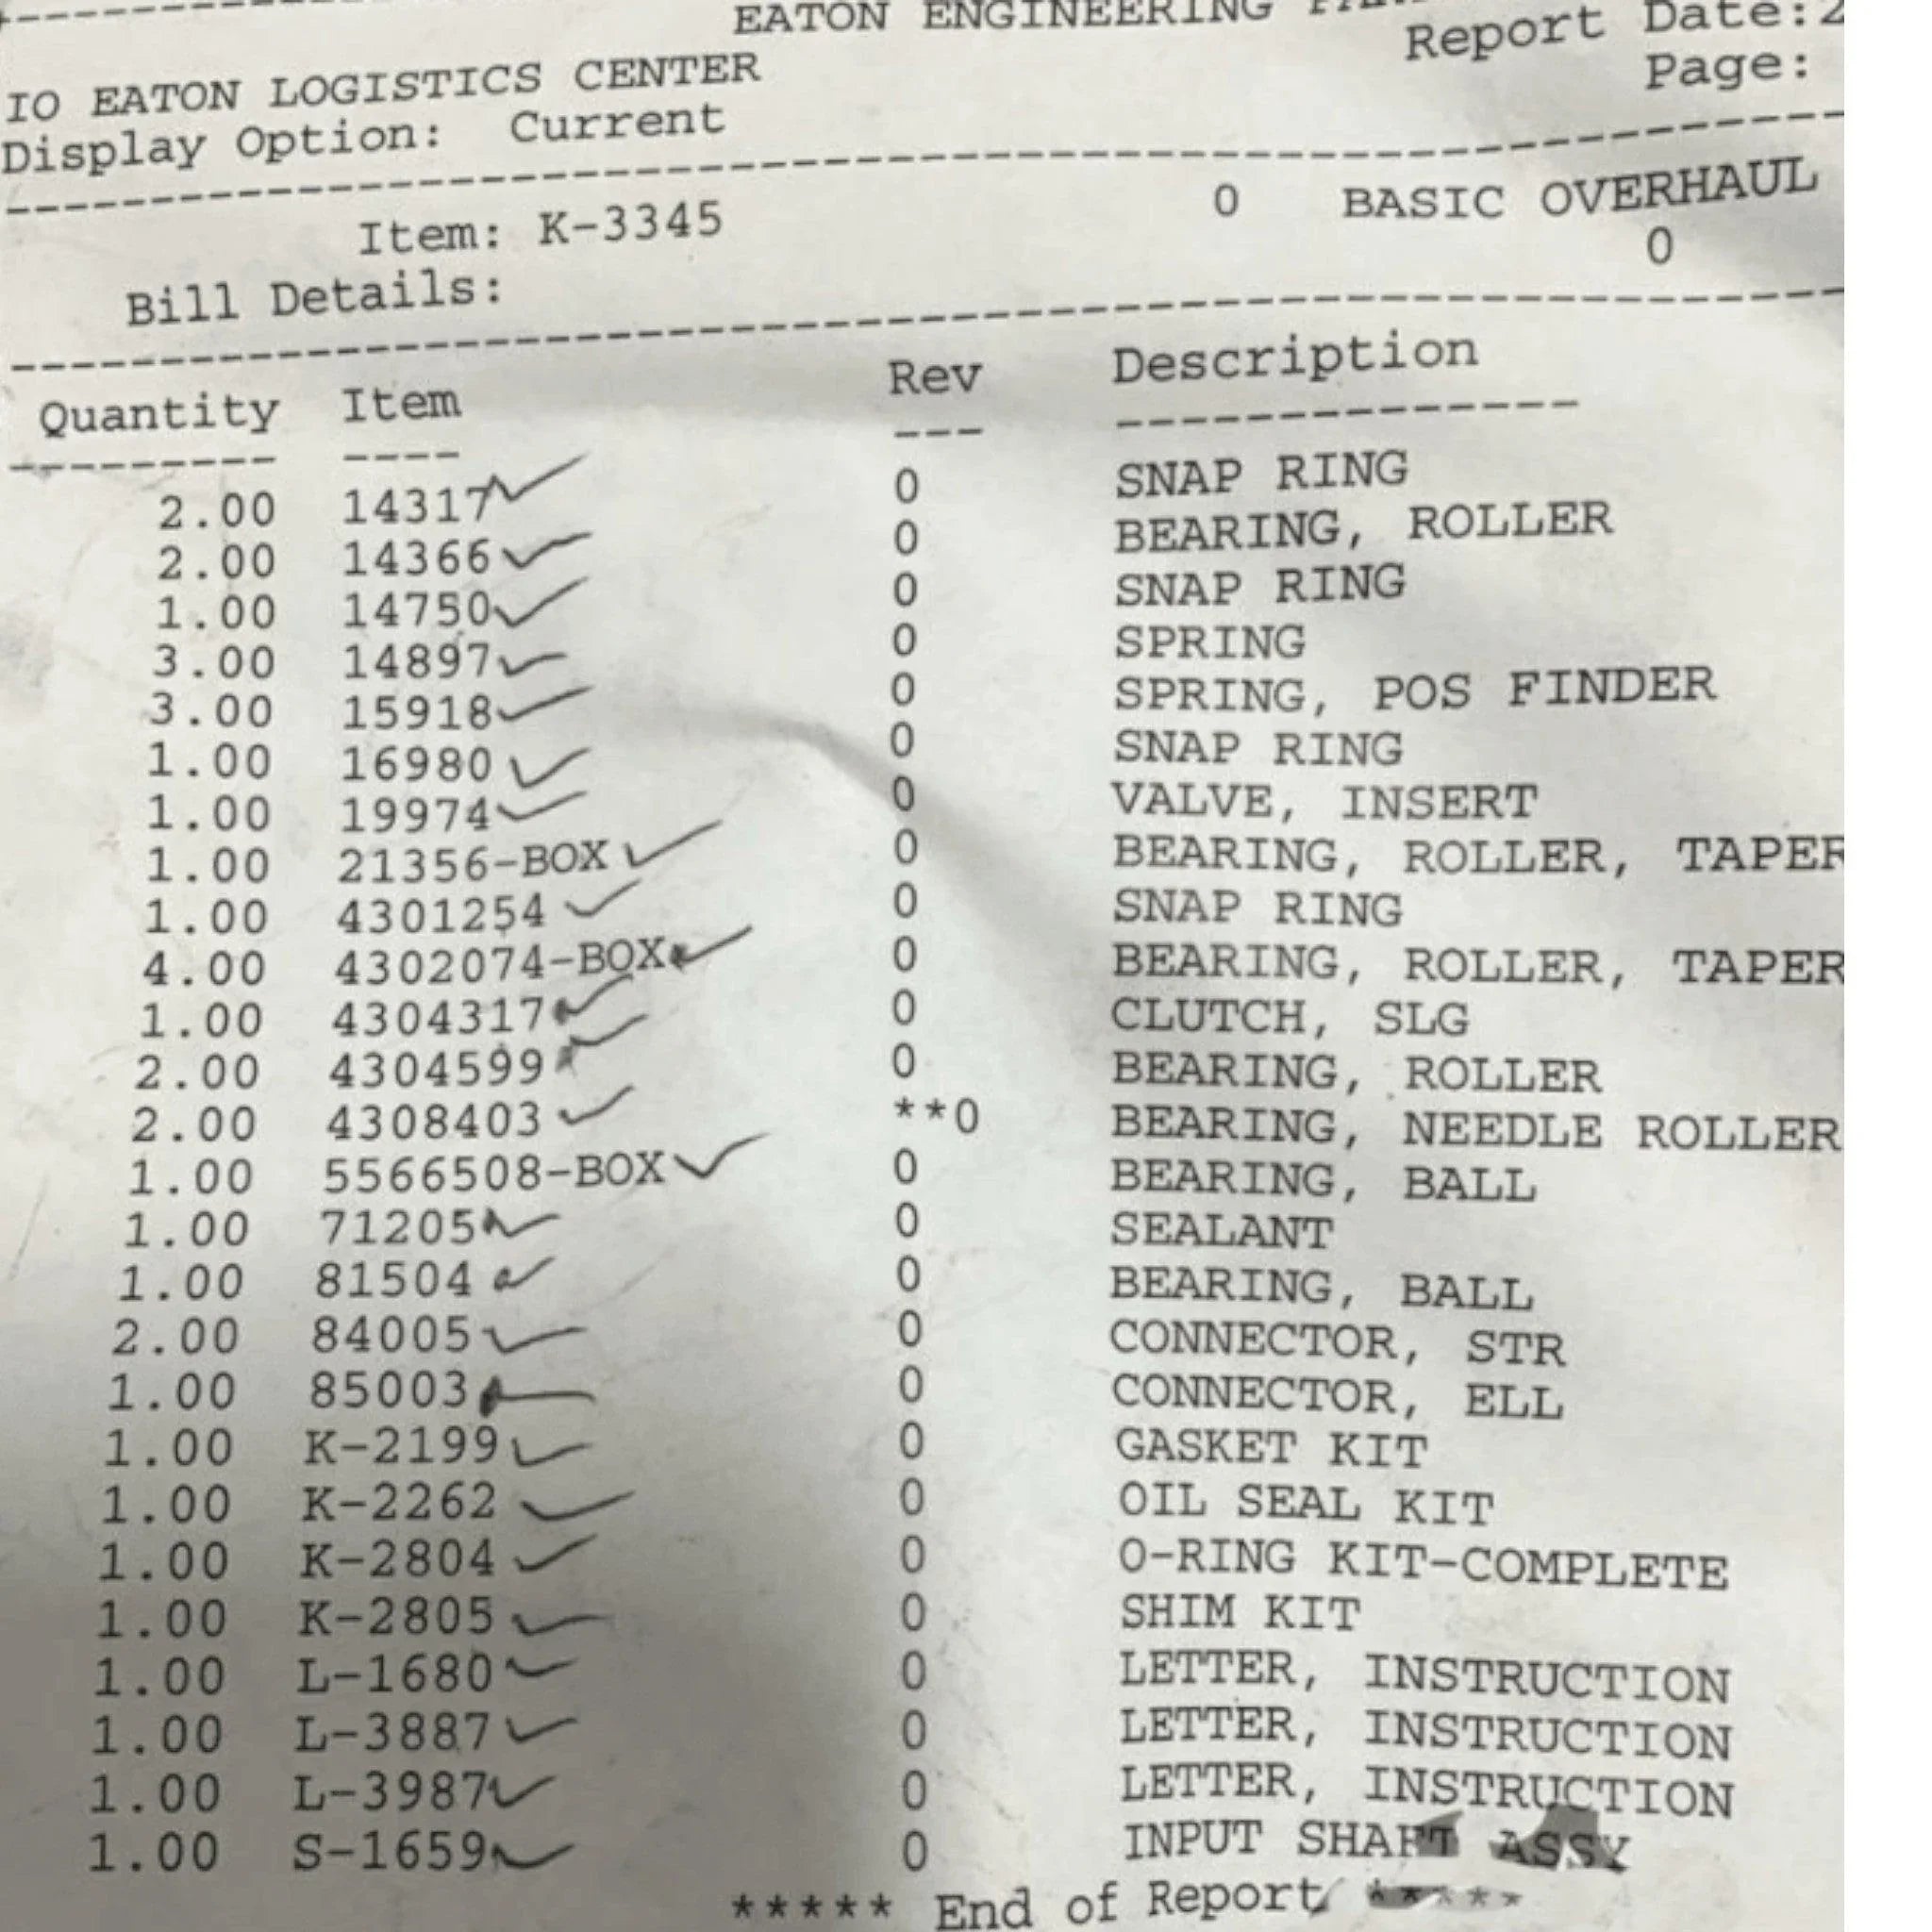 EATON ENGINEERING
Report Date:2
IO EATON LOGISTICS CENTER
Page:
Display Option: Current
Item: K-3345 0 BASIC OVERHAUL
0
Bill Details:
Quantity Item Rev Description
2.00 14317 0 SNAP RING
2.00 14366 0 BEARING, ROLLER
1.00 14750 0 SNAP RING
3.00 14897 0 SPRING
3.00 15918 0 SPRING, POS FINDER
1.00 16980 0 SNAP RING
1.00 19974 0 VALVE, INSERT
1.00 21356-BOX 0 BEARING, ROLLER, TAPER
1.00 4301254 0 SNAP RING
4.00 4302074-BOX 0 BEARING, ROLLER, TAPER
1.00 4304317 0 CLUTCH, SLG
2.00 4304599 0 BEARING, ROLLER
2.00 4308403 **0 BEARING, NEEDLE ROLLER
1.00 5566508-BOX 0 BEARING, BALL
1.00 71205 0 SEALANT
1.00 81504 0 BEARING, BALL
2.00 84005 0 CONNECTOR, STR
1.00 85003 0 CONNECTOR, ELL
1.00 K-2199 0 GASKET KIT
1.00 K-2262 0 OIL SEAL KIT
1.00 K-2804 0 O-RING KIT-COMPLETE
1.00 K-2805 0 SHIM KIT
1.00 L-1680 0 LETTER, INSTRUCTION
1.00 L-3887 0 LETTER, INSTRUCTION
1.00 L-3987 0 LETTER, INSTRUCTION
1.00 S-1659 0 INPUT SHAFT ASSY
***** End of Report *****